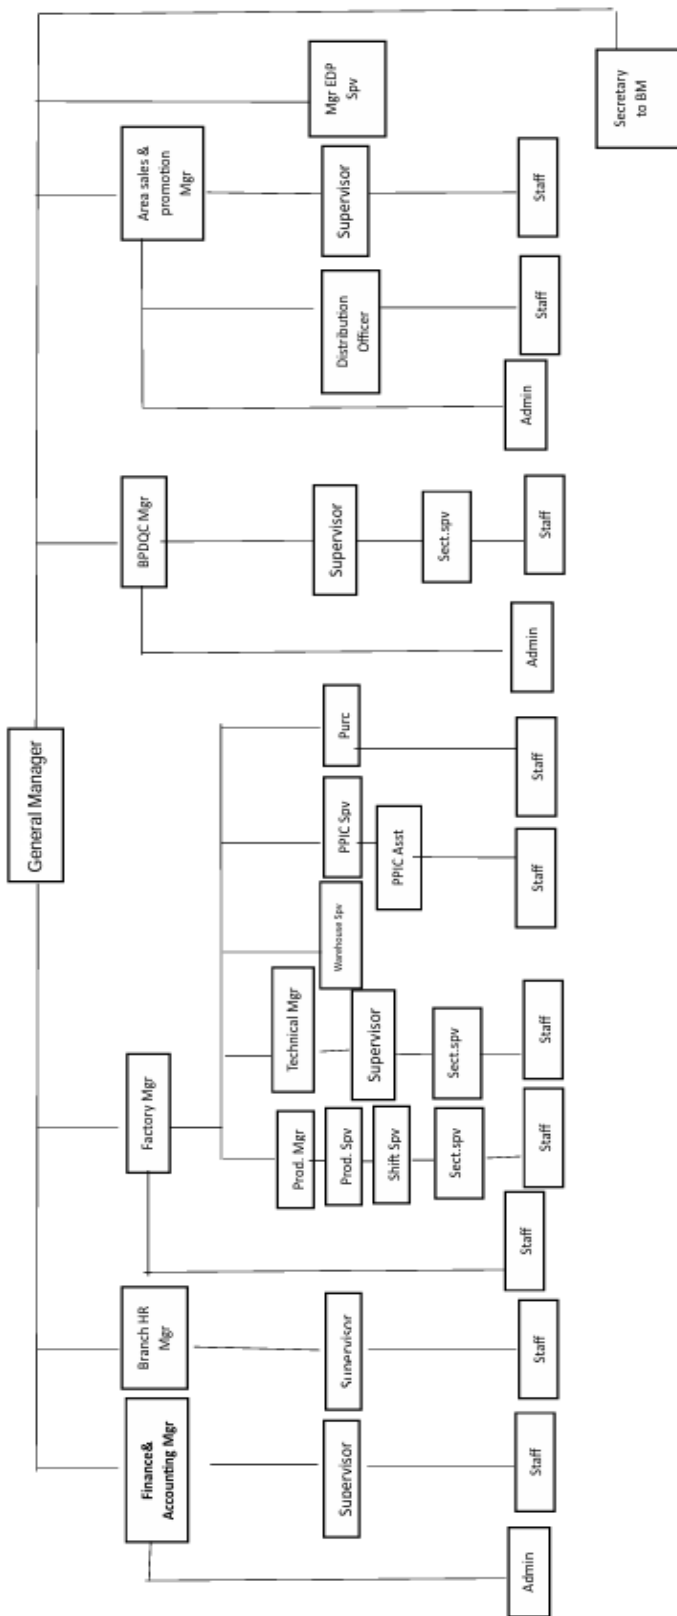 General Manager
Finance&
Accounting Mgr
Branch HR
Mgr
Factory Mgr
BPDQC Mgr
Area sales &
promotion
Mgr
Mgr EDP
Spv
Secretary
to BM
Supervisor
Supervisor
Prod. Mgr
Technical Mgr
Warehouse Spv
PPIC Spv
Purc
Supervisor
Distribution
Officer
Supervisor
Prod. Spv
Supervisor
Shift Spv
PPIC Asst
Sect.spv
Sect.spv
Sect.spv
Admin
Staff
Staff
Staff
Staff
Staff
Staff
Staff
Admin
Staff
Admin
Staff
Staff